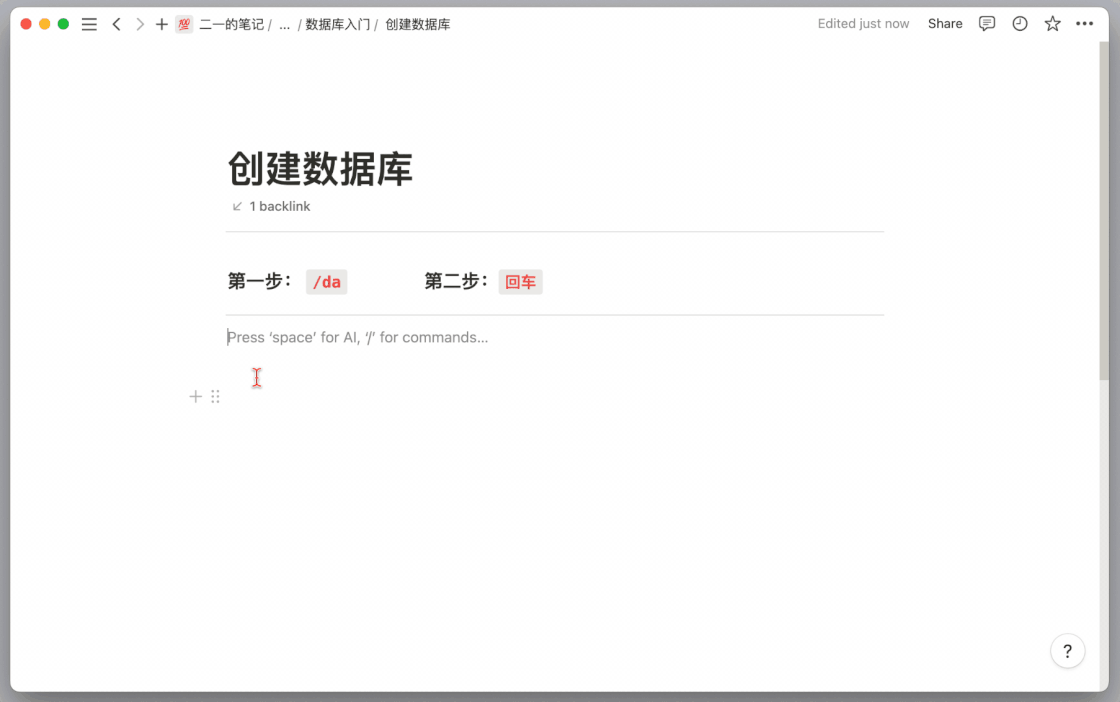 💯 二一的笔记 / ... / 数据库入门 / 创建数据库 Edited just now Share
创建数据库
1 backlink
第一步： /da 第二步： 回车
Press ‘space’ for AI, ‘/’ for commands...
?